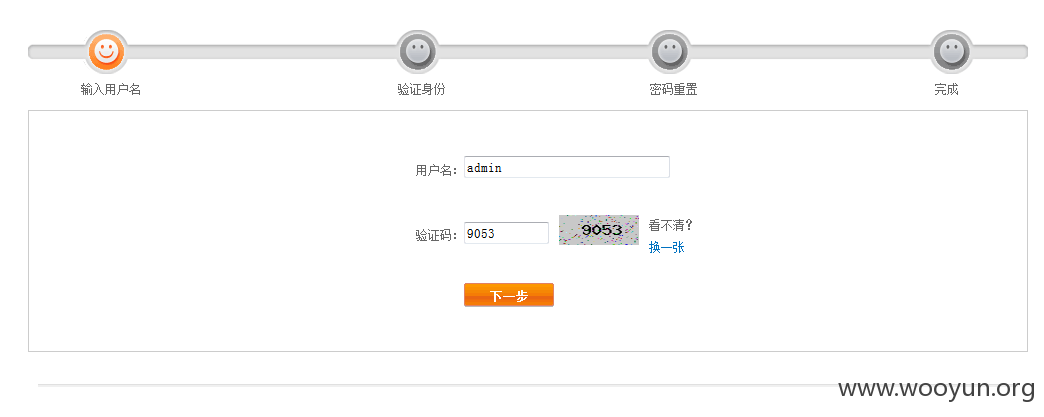 输入用户名 验证身份 密码重置 完成
用户名: admin
验证码: 9053 9053 看不清?
换一张
下一步
www.wooyun.org